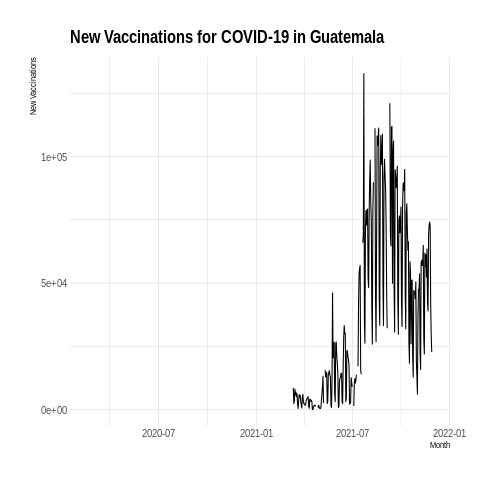 New Vaccinations for COVID-19 in Guatemala
New Vaccinations
1e+05
5e+04
0e+00
2020-07
2021-01
2021-07
2022-01
Month